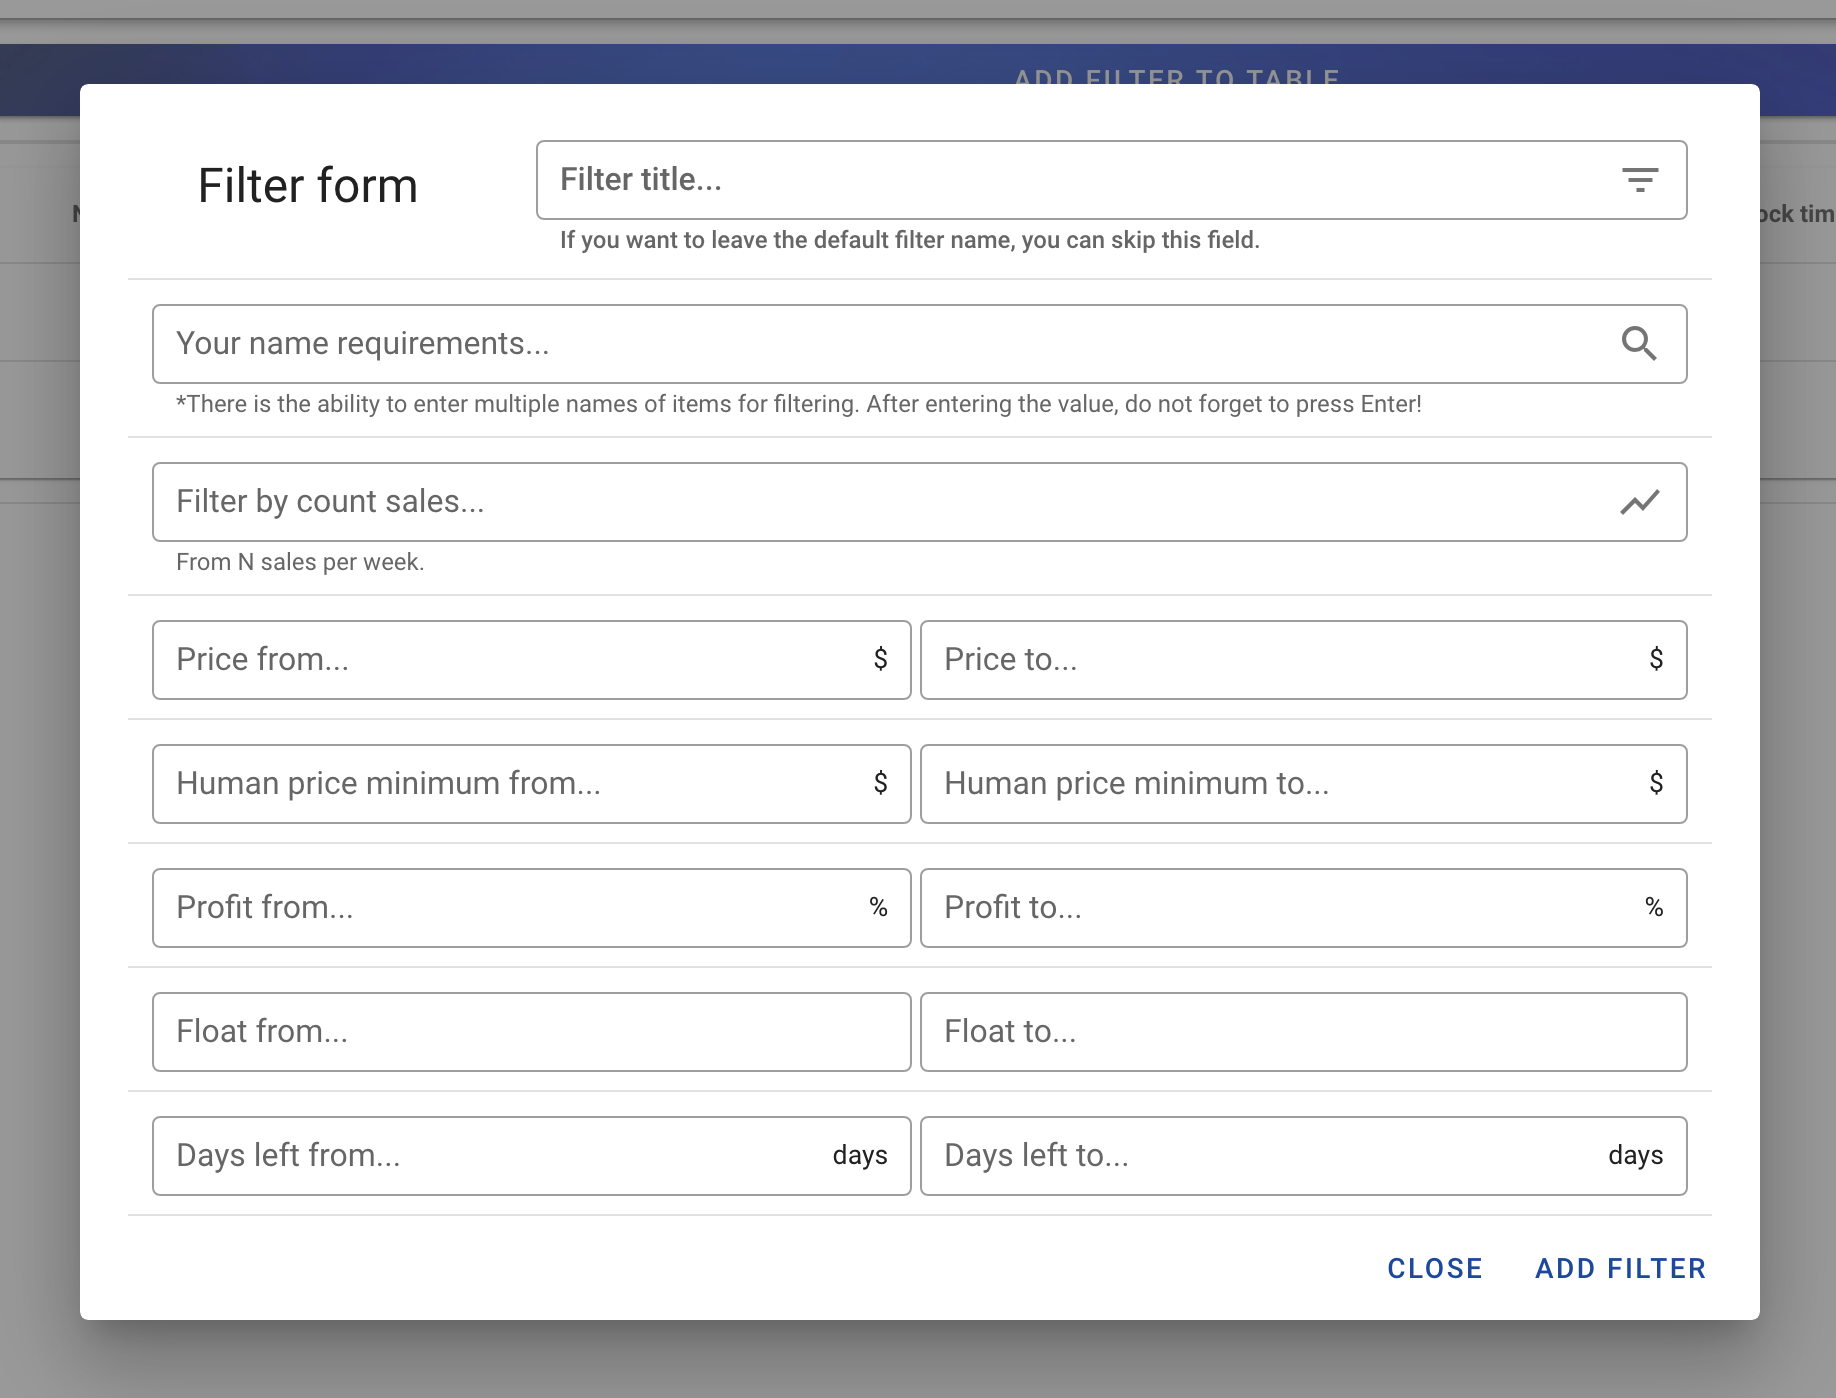 ADD FILTER TO TABLE
Filter form
Filter title...
If you want to leave the default filter name, you can skip this field.
Your name requirements...
*There is the ability to enter multiple names of items for filtering. After entering the value, do not forget to press Enter!
Filter by count sales...
From N sales per week.
Price from... $ Price to... $
Human price minimum from... $ Human price minimum to... $
Profit from... % Profit to... %
Float from... Float to...
Days left from... days Days left to... days
CLOSE ADD FILTER